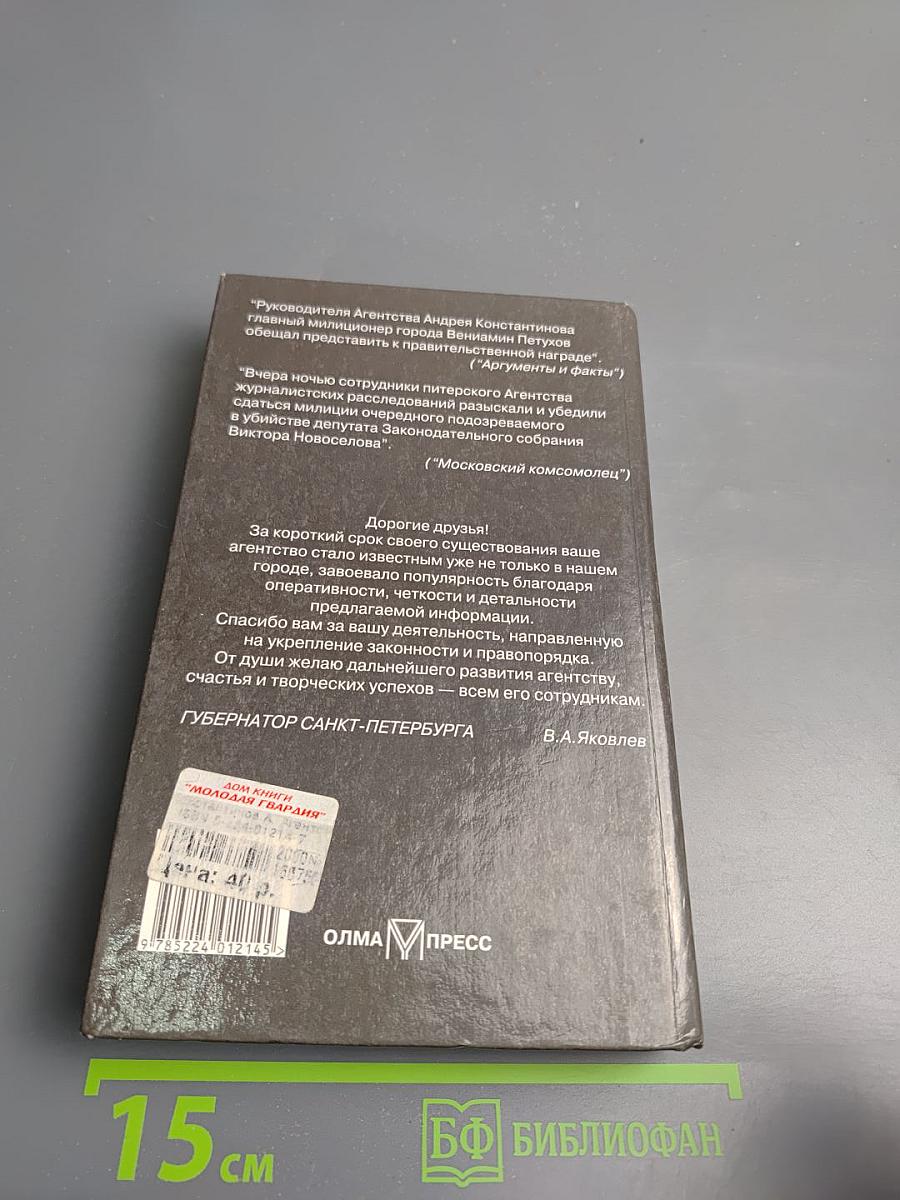 "Руководителя Агентства Андрея Константинова
главный милиционер города Вениамин Петухов
обещал представить к правительственной награде".
("Аргументы и факты")
"Вчера ночью сотрудники питерского Агентства
журналистских расследований разыскали и убедили
сдаться милиции очередного подозреваемого
в убийстве депутата Законодательного собрания
Виктора Новоселова".
("Московский комсомолец")
Дорогие друзья!
За короткий срок своего существования ваше
агентство стало известным уже не только в нашем
городе, завоевало популярность благодаря
оперативности, четкости и детальности
предлагаемой информации.
Спасибо вам за вашу деятельность, направленную
на укрепление законности и правопорядка.
От души желаю дальнейшего развития агентству,
счастья и творческих успехов — всем его сотрудникам.
ГУБЕРНАТОР САНКТ-ПЕТЕРБУРГА В.А.Яковлев
ДОМ КНИГИ
"МОЛОДАЯ ГВАРДИЯ"
Цена: 40 р.
9 785224 012145 >
ОЛМА ПРЕСС
15 см
БФ БИБЛИОФАН